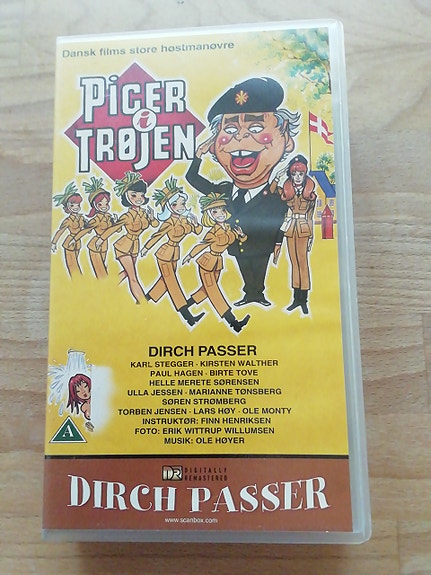 Dansk films store høstmanøvre
PIGER
i
TRØJEN
DIRCH PASSER
KARL STEGGER · KIRSTEN WALTHER
PAUL HAGEN · BIRTE TOVE
HELLE MERETE SØRENSEN
ULLA JESSEN · MARIANNE TØNSBERG
SØREN STRØMBERG
TORBEN JENSEN · LARS HØY · OLE MONTY
INSTRUKTØR: FINN HENRIKSEN
FOTO: ERIK WITTRUP WILLUMSEN
MUSIK: OLE HØYER
A
DR DIGITALLY
REMASTERED
DIRCH PASSER
www.scanbox.com